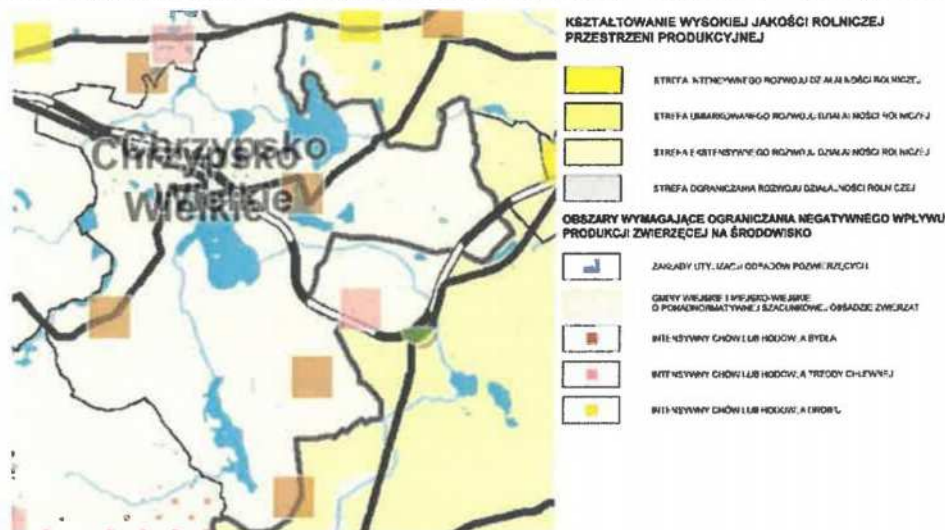 Chrzypsko
Wielkie
KSZTAŁTOWANIE WYSOKIEJ JAKOŚCI ROLNICZEJ
PRZESTRZENI PRODUKCYJNEJ
STREFA INTENSYWNEGO ROZWOJU DZIAŁALNOŚCI ROLNICZEJ
STREFA UMIARKOWANEGO ROZWOJU DZIAŁALNOŚCI ROLNICZEJ
STREFA EKSTENSYWNEGO ROZWOJU DZIAŁALNOŚCI ROLNICZEJ
STREFA OGRANICZANIA ROZWOJU DZIAŁALNOŚCI ROLNICZEJ
OBSZARY WYMAGAJĄCE OGRANICZANIA NEGATYWNEGO WPŁYWU
PRODUKCJI ZWIERZĘCEJ NA ŚRODOWISKO
ZAKŁADY UTYLIZACJI ODPADÓW POZWIERZĘCYCH
GMINY WIEJSKIE I MIEJSKO-WIEJSKIE
O PONADNORMATYWNEJ SZACUNKOWEJ OBSADZIE ZWIERZĄT
INTENSYWNY CHÓW LUB HODOWLA BYDŁA
INTENSYWNY CHÓW LUB HODOWLA TRZODY CHLEWNEJ
INTENSYWNY CHÓW LUB HODOWLA DROBIU